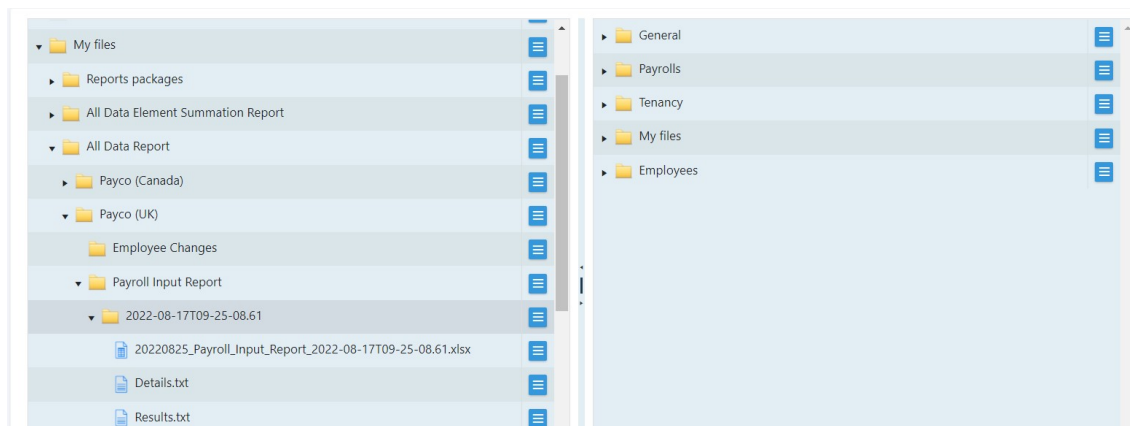 My files
Reports packages
All Data Element Summation Report
All Data Report
Payco (Canada)
Payco (UK)
Employee Changes
Payroll Input Report
2022-08-17T09-25-08.61
20220825_Payroll_Input_Report_2022-08-17T09-25-08.61.xlsx
Details.txt
Results.txt
General
Payrolls
Tenancy
My files
Employees